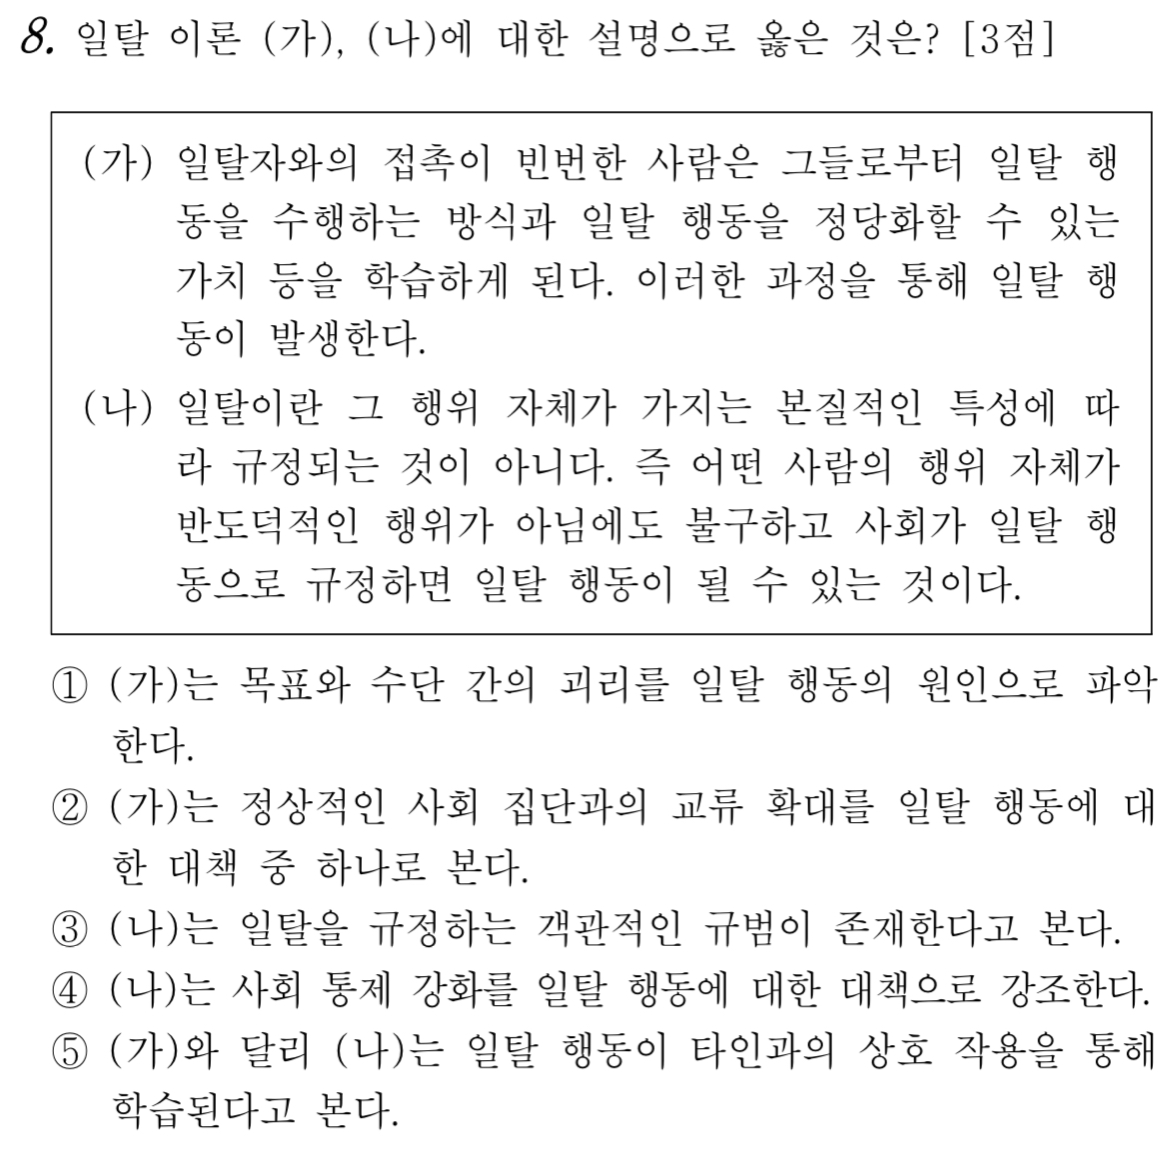 8. 일탈 이론 (가), (나)에 대한 설명으로 옳은 것은? [3점]
(가) 일탈자와의 접촉이 빈번한 사람은 그들로부터 일탈 행
동을 수행하는 방식과 일탈 행동을 정당화할 수 있는
가치 등을 학습하게 된다. 이러한 과정을 통해 일탈 행
동이 발생한다.
(나) 일탈이란 그 행위 자체가 가지는 본질적인 특성에 따
라 규정되는 것이 아니다. 즉 어떤 사람의 행위 자체가
반도덕적인 행위가 아님에도 불구하고 사회가 일탈 행
동으로 규정하면 일탈 행동이 될 수 있는 것이다.
① (가)는 목표와 수단 간의 괴리를 일탈 행동의 원인으로 파악
한다.
② (가)는 정상적인 사회 집단과의 교류 확대를 일탈 행동에 대
한 대책 중 하나로 본다.
③ (나)는 일탈을 규정하는 객관적인 규범이 존재한다고 본다.
④ (나)는 사회 통제 강화를 일탈 행동에 대한 대책으로 강조한다.
⑤ (가)와 달리 (나)는 일탈 행동이 타인과의 상호 작용을 통해
학습된다고 본다.